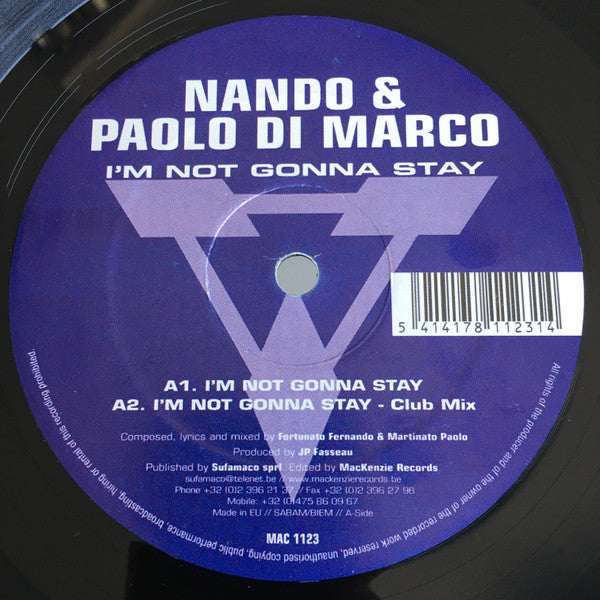 NANDO &
PAOLO DI MARCO
I'M NOT GONNA STAY
5 414178 112314
A1. I'M NOT GONNA STAY
A2. I'M NOT GONNA STAY - Club Mix
Composed, lyrics and mixed by Fortunato Fernando & Martinato Paolo
Produced by JP Fasseau
Published by Sufamaco sprl Edited by MacKenzie Records
sufamaco@telenet.be // www.mackenzierecords.be
Phone +32 (0)2 396 21 37 // Fax +32 (0)2 396 27 96
Mobile: +32 (0)475 86 09 67
Made in EU // SABAM/BIEM // A-Side
MAC 1123
All rights of the producer and of the owner of the recorded work reserved, unauthorised copying, public performance, broadcasting, hiring or rental of this recording prohibited.